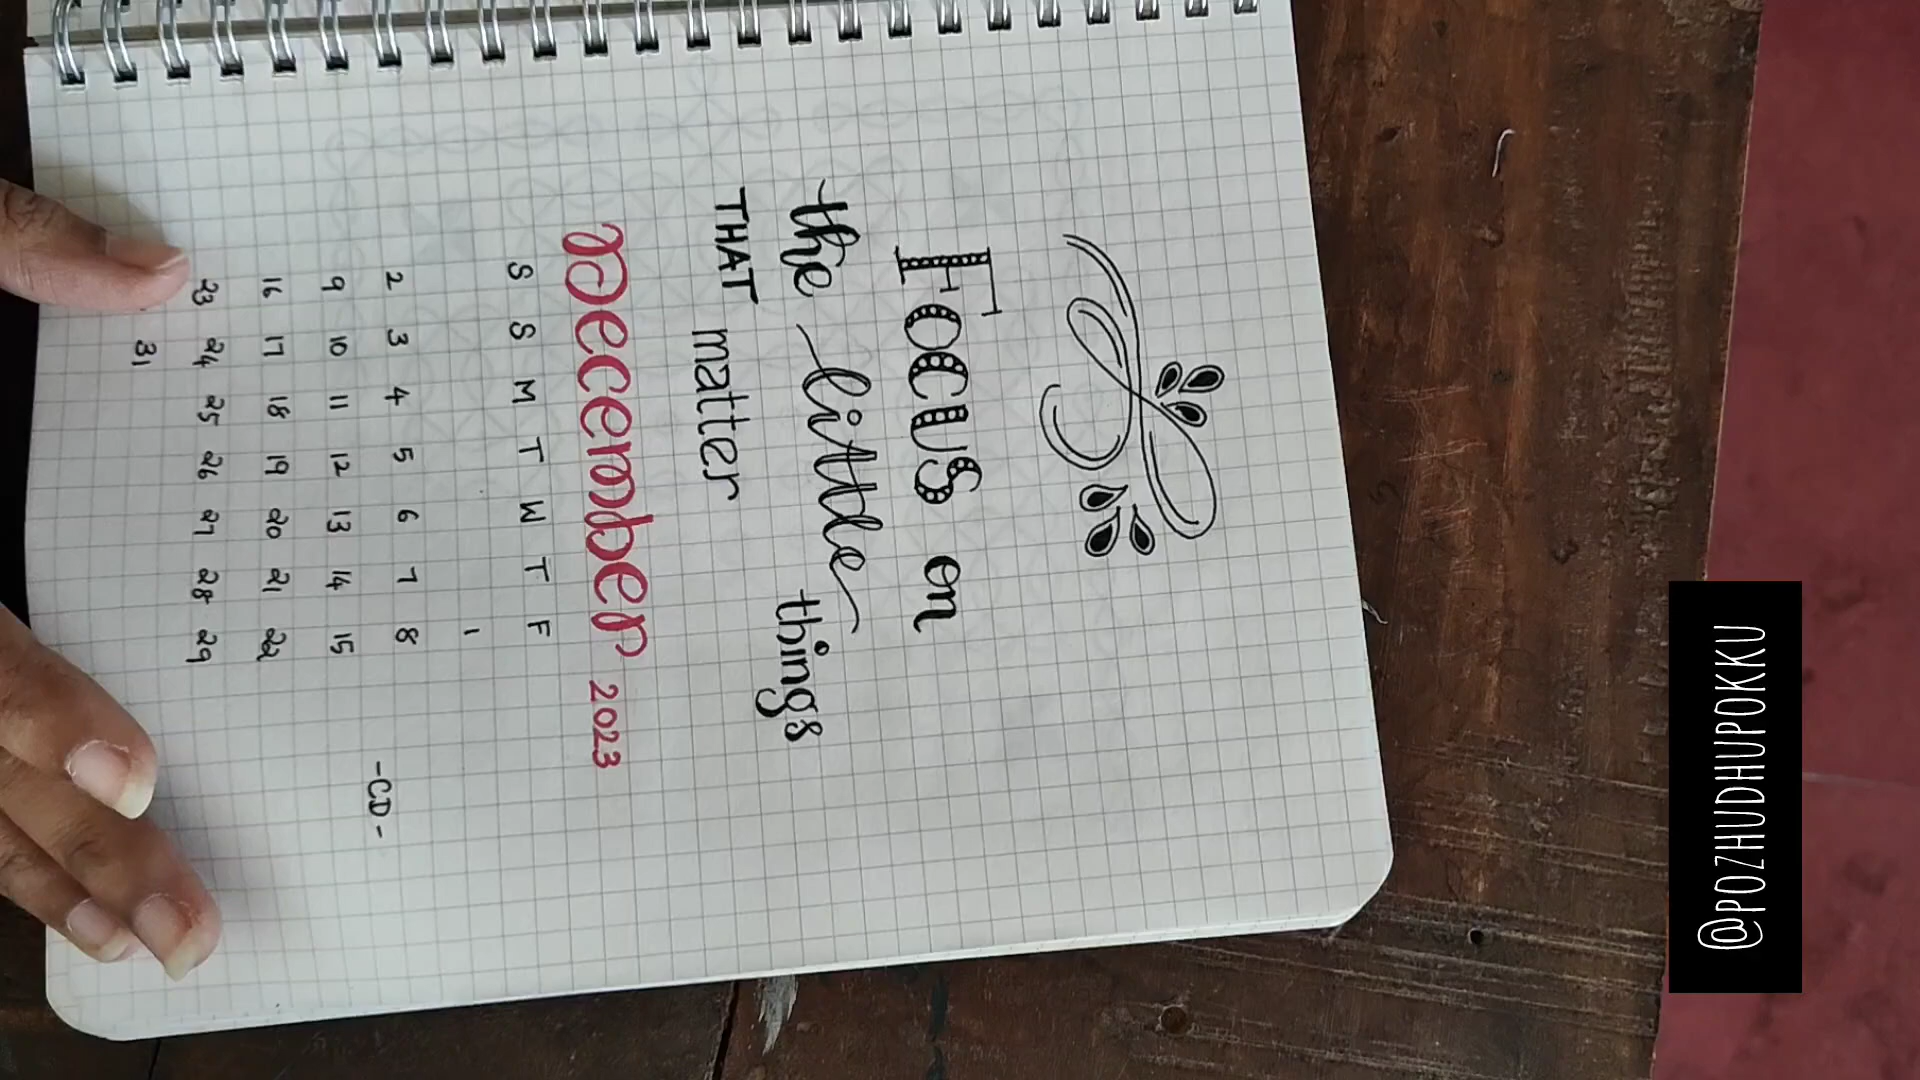 Focus on
the little things
THAT matter
December 2023
S S M T W T F
1
2 3 4 5 6 7 8
9 10 11 12 13 14 15
16 17 18 19 20 21 22
23 24 25 26 27 28 29
31
-CD-
@POZHUDHUPOKKU